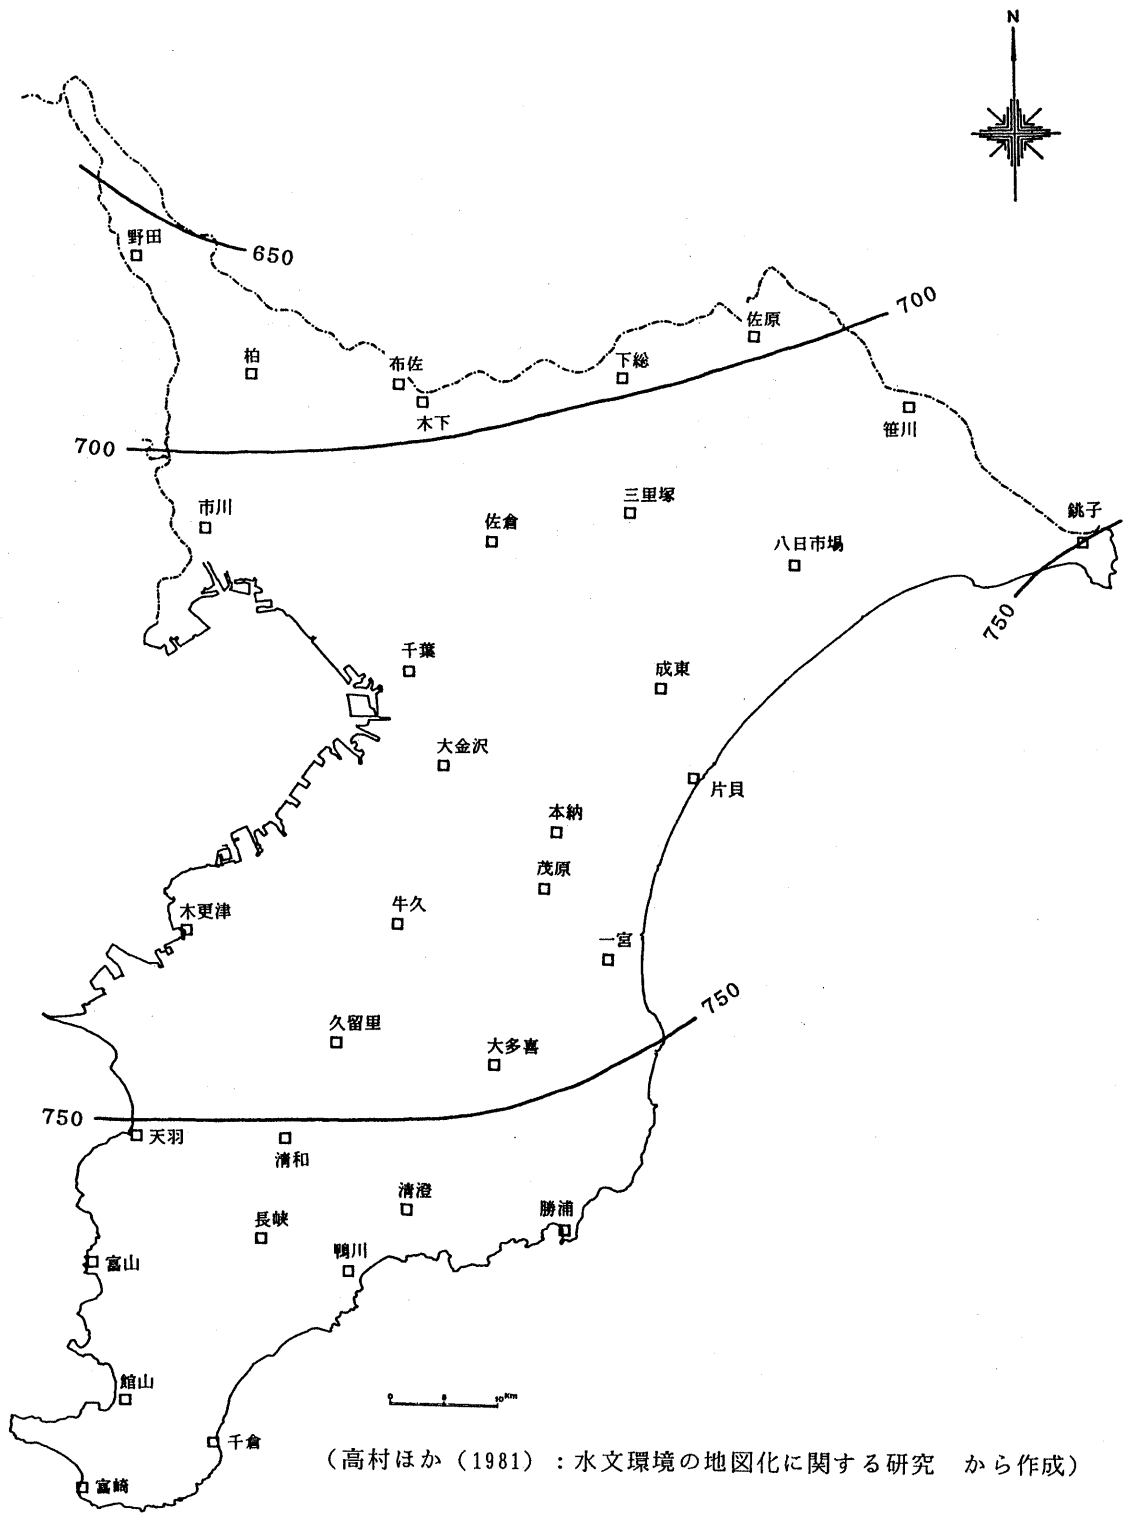 N
野田
650
700
佐原
柏
布佐
下総
木下
笹川
700
市川
三里塚
佐倉
銚子
八日市場
750
千葉
成東
大金沢
片貝
本納
茂原
牛久
木更津
一宮
750
久留里
大多喜
750
天羽
清和
清澄
勝浦
長峡
鴨川
富山
館山
0 5 10Km
千倉
(高村ほか(1981):水文環境の地図化に関する研究 から作成)
富崎